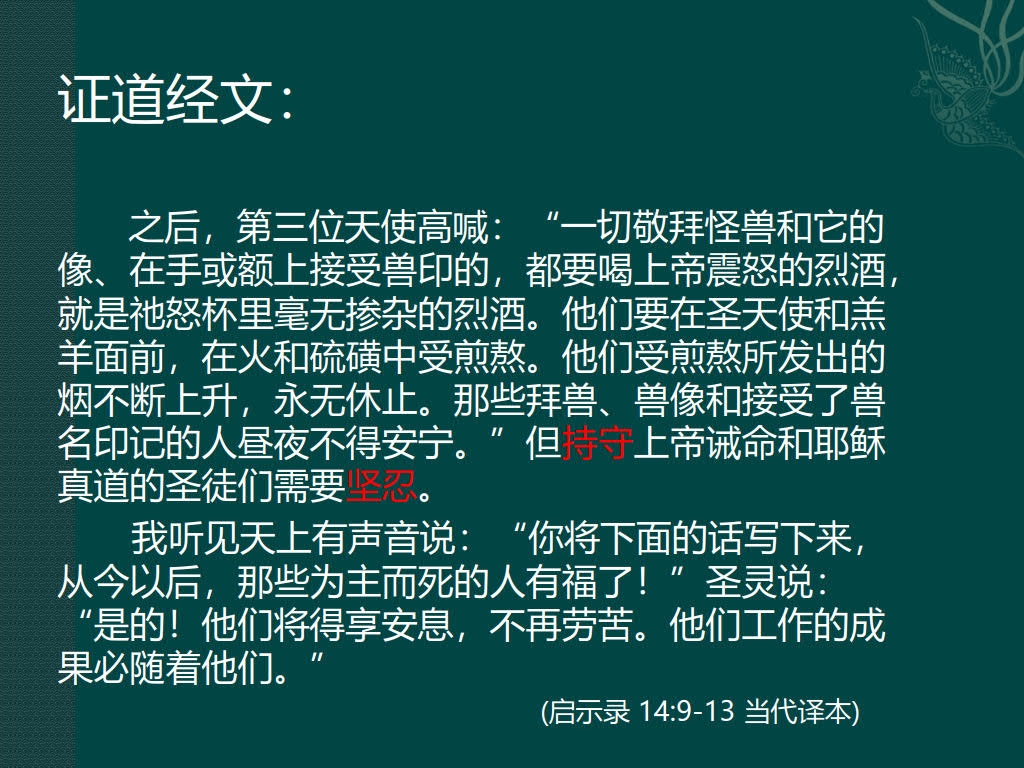 证道经文：
之后，第三位天使高喊：“一切敬拜怪兽和它的
像、在手或额上接受兽印的，都要喝上帝震怒的烈酒，
就是祂怒杯里毫无掺杂的烈酒。他们要在圣天使和羔
羊面前，在火和硫磺中受煎熬。他们受煎熬所发出的
烟不断上升，永无休止。那些拜兽、兽像和接受了兽
名印记的人昼夜不得安宁。”但持守上帝诫命和耶稣
真道的圣徒们需要坚忍。
我听见天上有声音说：“你将下面的话写下来，
从今以后，那些为主而死的人有福了！”圣灵说：
“是的！他们将得享安息，不再劳苦。他们工作的成
果必随着他们。”
(启示录 14:9-13 当代译本)